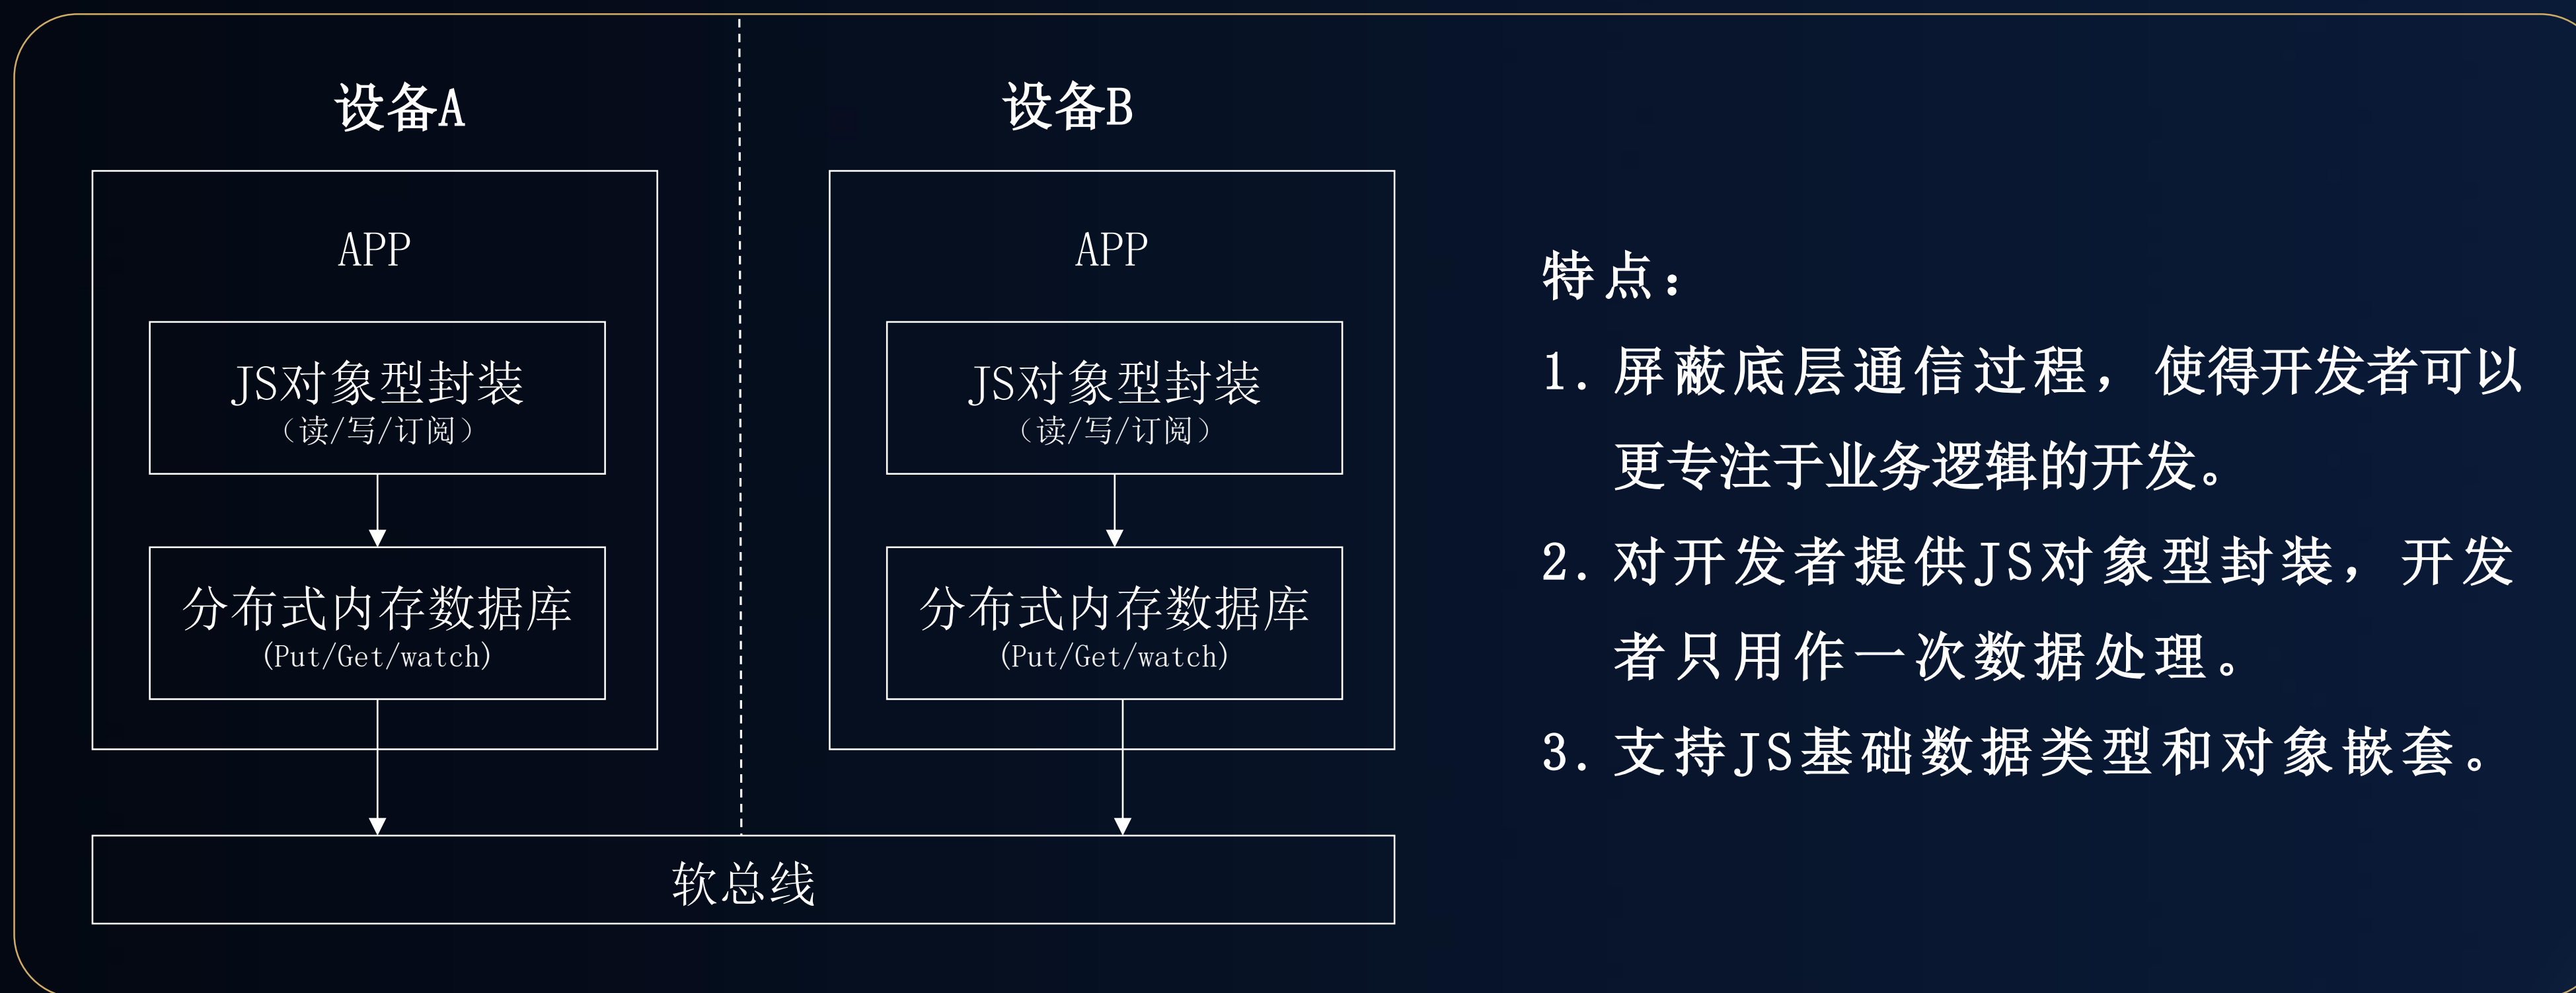 设备A
APP
JS对象型封装
（读/写/订阅）
分布式内存数据库
(Put/Get/watch)
设备B
APP
JS对象型封装
（读/写/订阅）
分布式内存数据库
(Put/Get/watch)
软总线
特点：
1. 屏蔽底层通信过程，使得开发者可以
更专注于业务逻辑的开发。
2. 对开发者提供JS对象型封装，开发
者只用作一次数据处理。
3. 支持JS基础数据类型和对象嵌套。